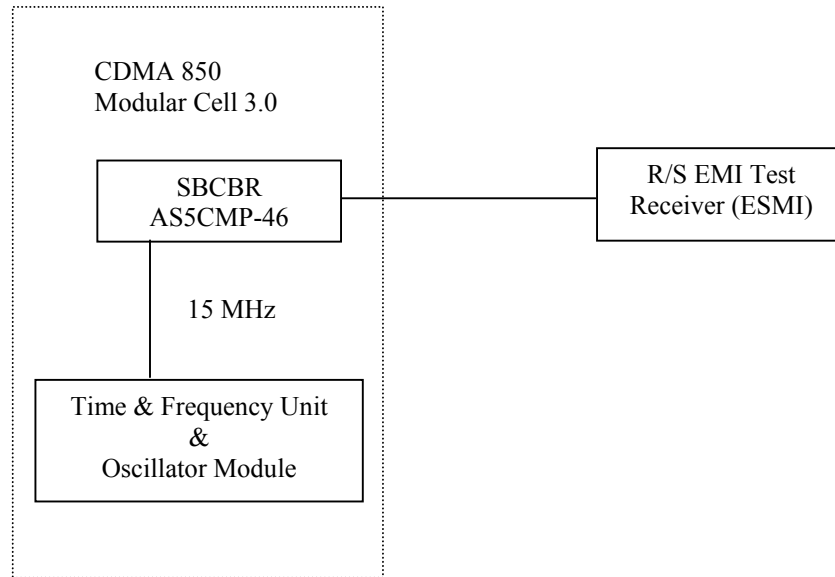 CDMA 850
Modular Cell 3.0
SBCBR
AS5CMP-46
R/S EMI Test
Receiver (ESMI)
15 MHz
Time & Frequency Unit
&
Oscillator Module